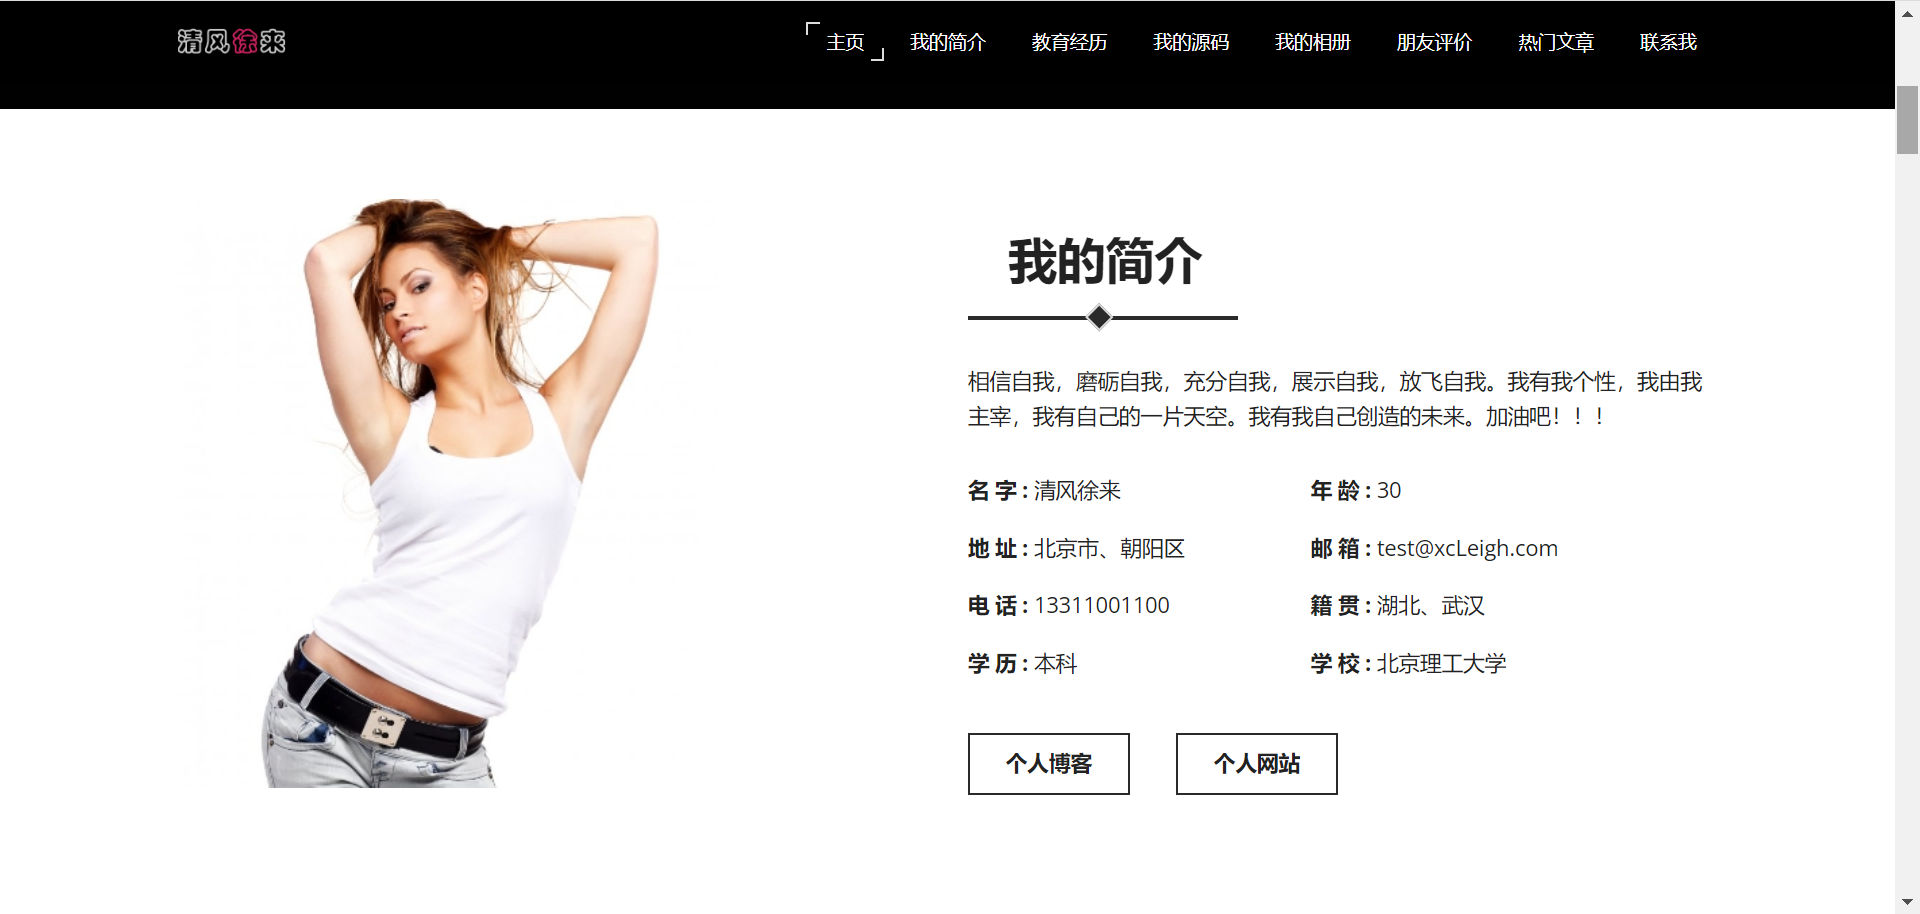 清风徐来
主页 我的简介 教育经历 我的源码 我的相册 朋友评价 热门文章 联系我
我的简介
相信自我，磨砺自我，充分自我，展示自我，放飞自我。我有我个性，我由我
主宰，我有自己的一片天空。我有我自己创造的未来。加油吧！！！
名 字 : 清风徐来
年 龄 : 30
地 址 : 北京市、朝阳区
邮 箱 : test@xcLeigh.com
电 话 : 13311001100
籍 贯 : 湖北、武汉
学 历 : 本科
学 校 : 北京理工大学
个人博客
个人网站